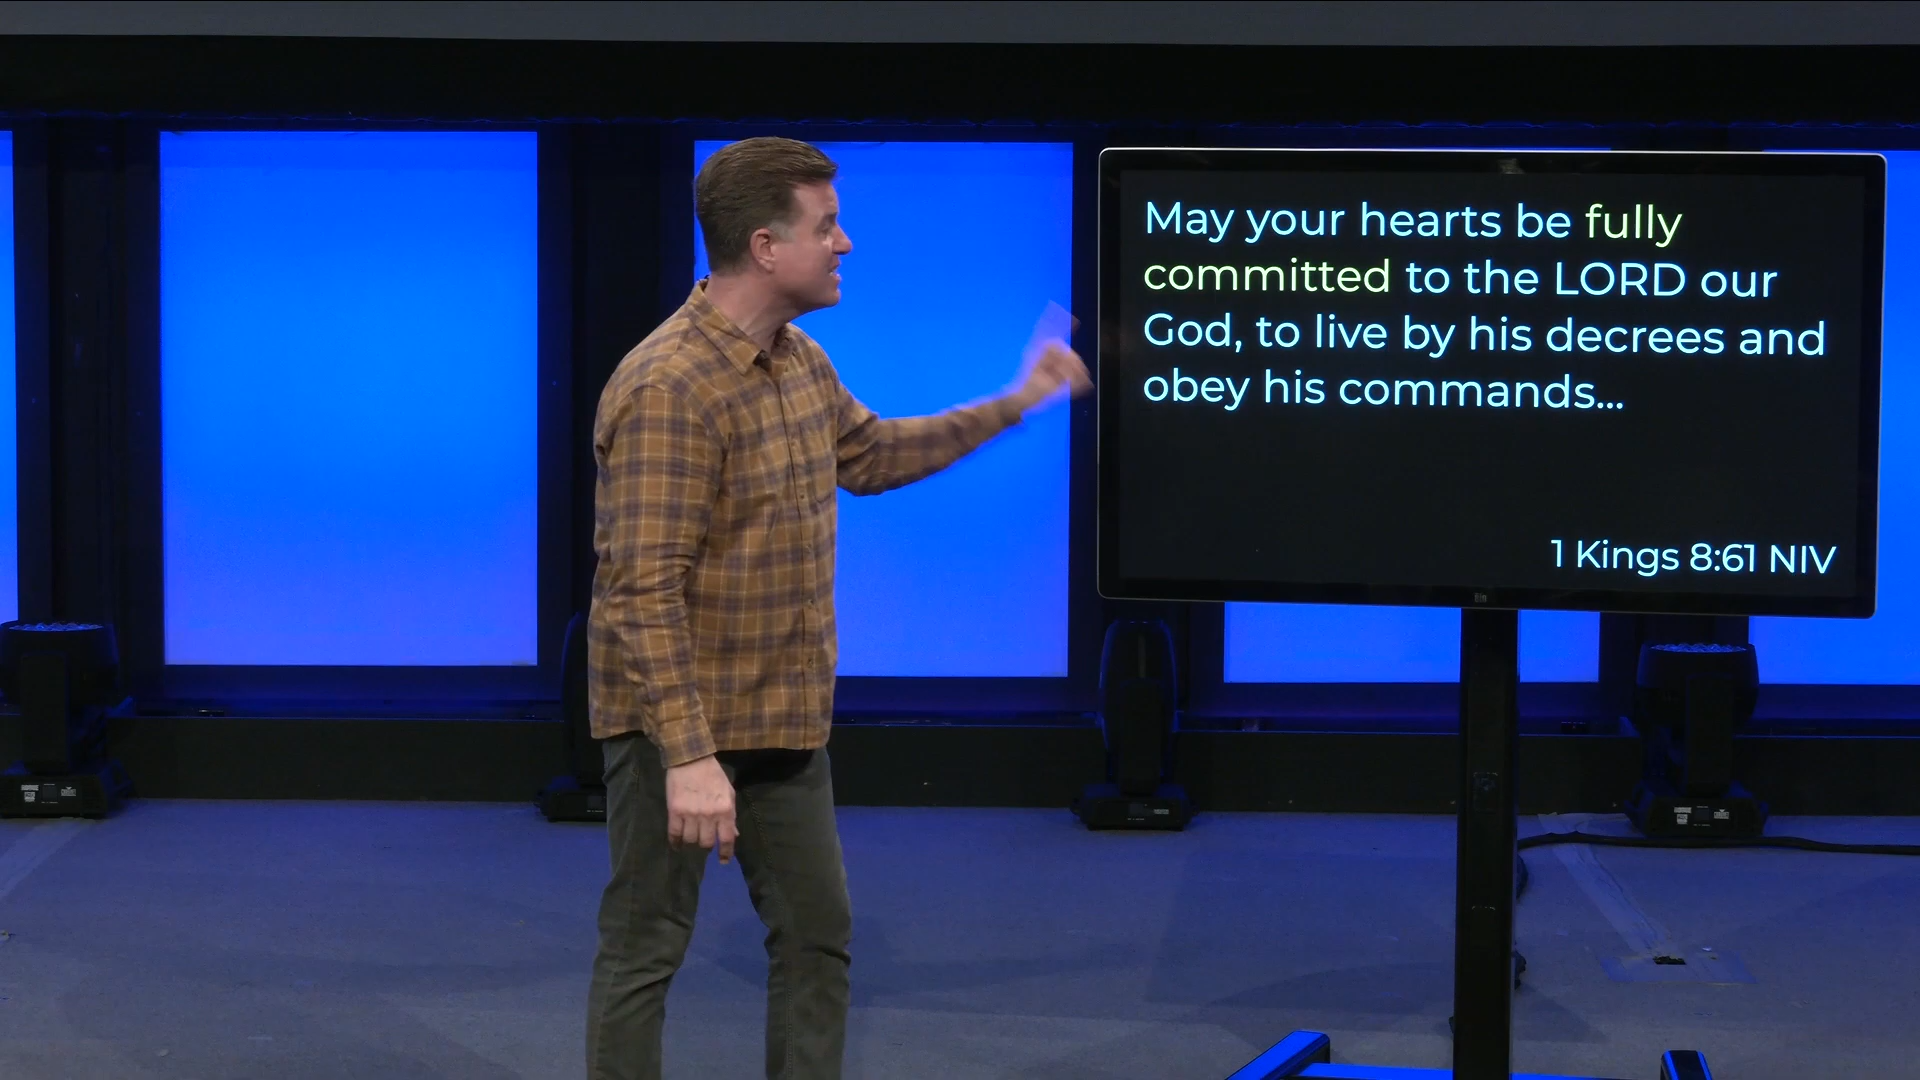 May your hearts be fully
committed to the LORD our
God, to live by his decrees and
obey his commands...
1 Kings 8:61 NIV